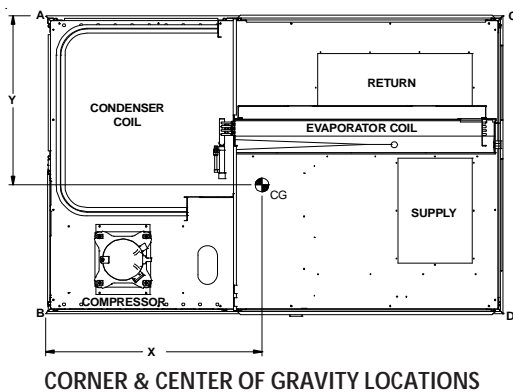 A
C
Y
CONDENSER
COIL
RETURN
EVAPORATOR COIL
CG
SUPPLY
COMPRESSOR
B
D
X
CORNER & CENTER OF GRAVITY LOCATIONS